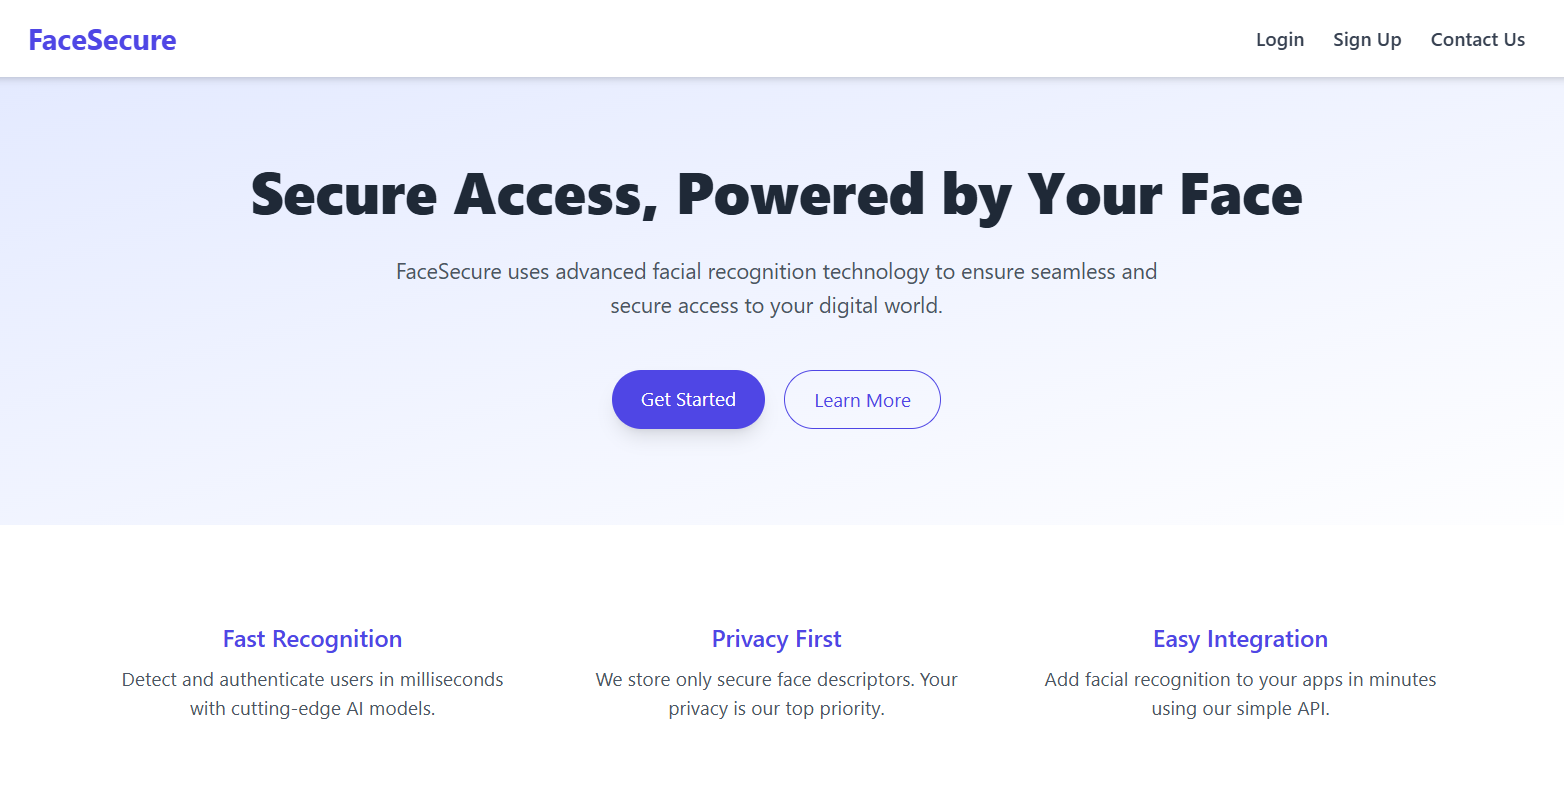 FaceSecure
Login
Sign Up
Contact Us
Secure Access, Powered by Your Face
FaceSecure uses advanced facial recognition technology to ensure seamless and
secure access to your digital world.
Get Started
Learn More
Fast Recognition
Detect and authenticate users in milliseconds
with cutting-edge AI models.
Privacy First
We store only secure face descriptors. Your
privacy is our top priority.
Easy Integration
Add facial recognition to your apps in minutes
using our simple API.